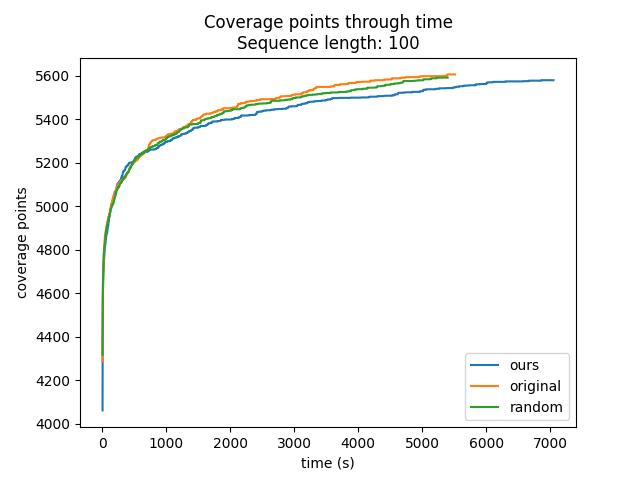 Coverage points through time
Sequence length: 100
coverage points
5600
5400
5200
5000
4800
4600
4400
4200
4000
ours
original
random
0 1000 2000 3000 4000 5000 6000 7000
time (s)